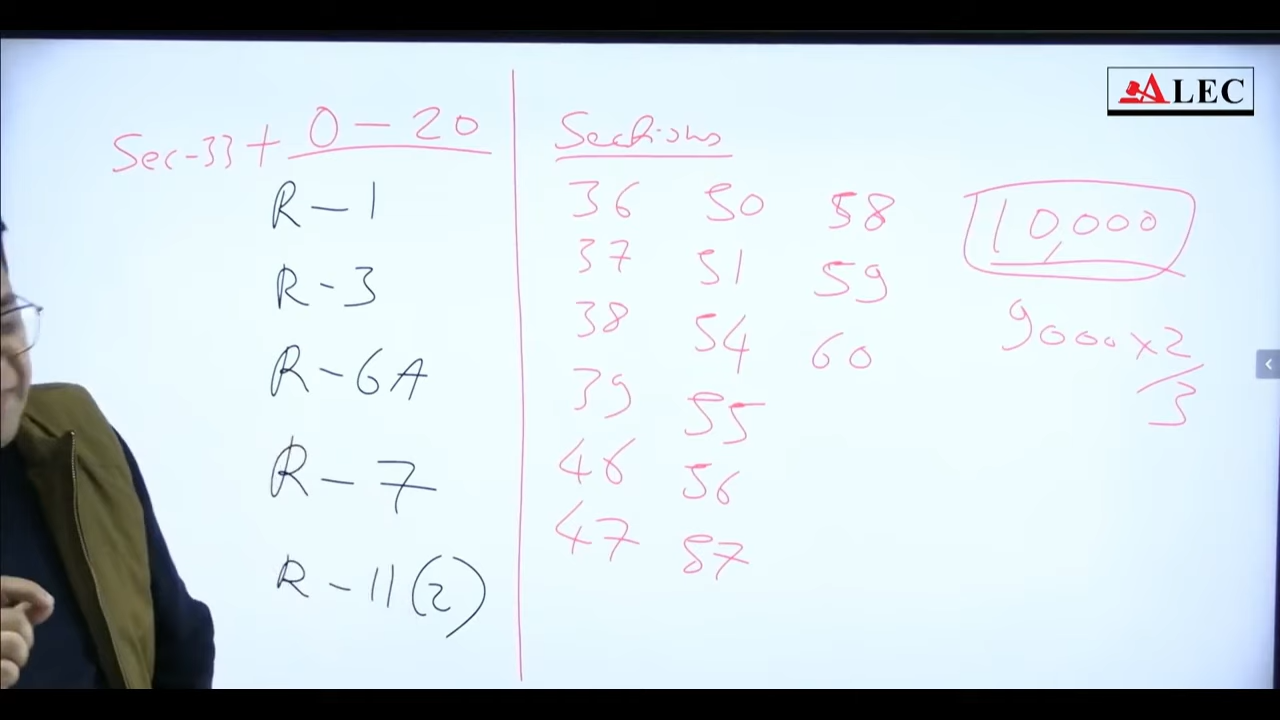 ALEC
Sec-33 + O-20
R-1
R-3
R-6A
R-7
R-11(2)
Sections
36 50 58
37 51 59
38 54 60
39 55
46 56
47 57
10,000
9000 x 2/3